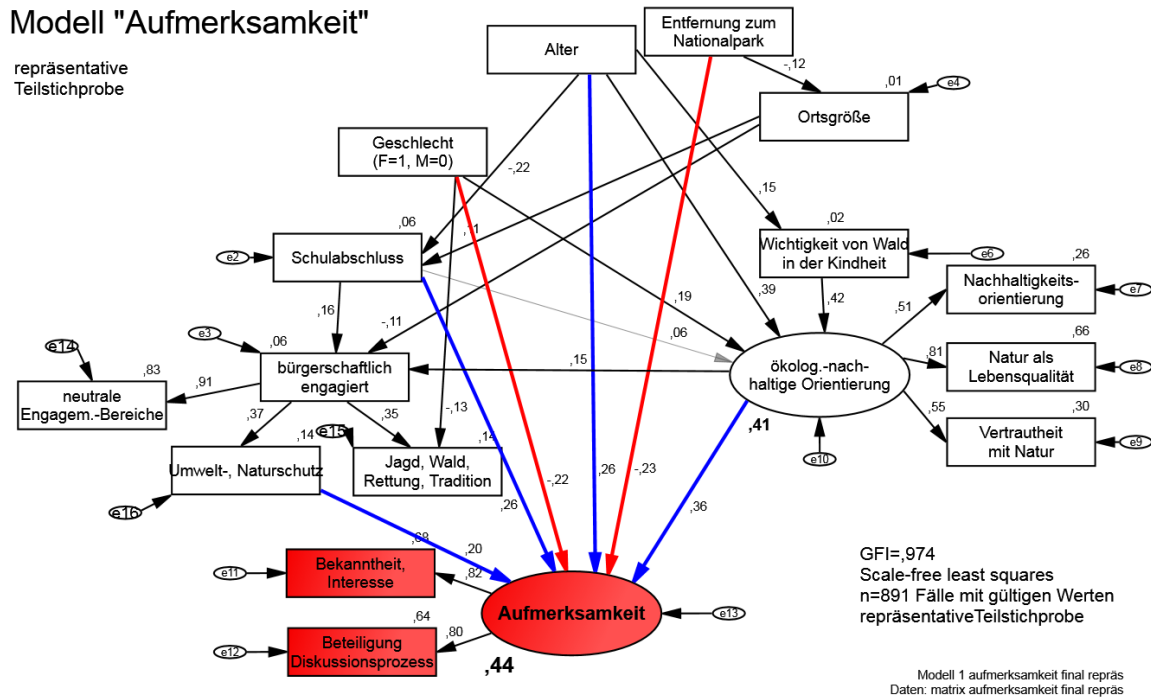 Modell "Aufmerksamkeit"
repräsentative
Teilstichprobe
Entfernung zum
Nationalpark
Alter
-,12
,01
e4
Ortsgröße
Geschlecht
(F=1, M=0)
-,22
,15
,06
,11
,02
e2
Schulabschluss
Wichtigkeit von Wald
in der Kindheit
e6
,26
Nachhaltigkeits-
orientierung
e7
,39
,42
,51
,19
,16
-,11
,06
e3
,06
,66
e14
,83
bürgerschaftlich
engagiert
,15
ökolog.-nach-
haltige Orientierung
,81
Natur als
Lebensqualität
e8
neutrale
Engagem.-Bereiche
,91
,37
,35
-,13
,41
,55
,30
,14
e15
,14
e10
Vertrautheit
mit Natur
e9
Umwelt-, Naturschutz
Jagd, Wald,
Rettung, Tradition
,26
-,23
e16
-,22
,26
,36
,68
,20
e11
Bekanntheit,
Interesse
,82
GFI=,974
Scale-free least squares
n=891 Fälle mit gültigen Werten
repräsentativeTeilstichprobe
Aufmerksamkeit
e13
,64
,80
e12
Beteiligung
Diskussionsprozess
,44
Modell 1 aufmerksamkeit final repräs
Daten: matrix aufmerksamkeit final repräs